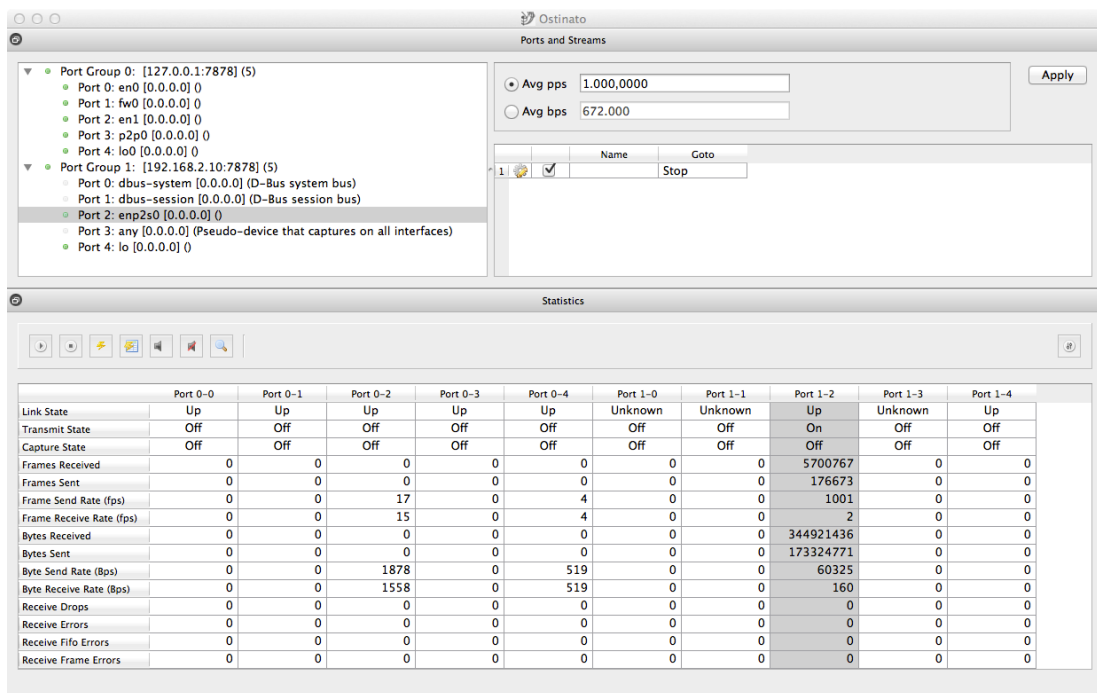 Ostinato
Ports and Streams
Port Group 0: [127.0.0.1:7878] (5)
Port 0: en0 [0.0.0.0] ()
Port 1: fw0 [0.0.0.0] ()
Port 2: en1 [0.0.0.0] ()
Port 3: p2p0 [0.0.0.0] ()
Port 4: lo0 [0.0.0.0] ()
Port Group 1: [192.168.2.10:7878] (5)
Port 0: dbus-system [0.0.0.0] (D-Bus system bus)
Port 1: dbus-session [0.0.0.0] (D-Bus session bus)
Port 2: enp2s0 [0.0.0.0] ()
Port 3: any [0.0.0.0] (Pseudo-device that captures on all interfaces)
Port 4: lo [0.0.0.0] ()
Avg pps 1.000,0000
Avg bps 672.000
Apply
Name Goto
1 Stop
Statistics
Port 0-0 Port 0-1 Port 0-2 Port 0-3 Port 0-4 Port 1-0 Port 1-1 Port 1-2 Port 1-3 Port 1-4
Link State Up Up Up Up Up Unknown Unknown Up Unknown Up
Transmit State Off Off Off Off Off Off Off On Off Off
Capture State Off Off Off Off Off Off Off Off Off Off
Frames Received 0 0 0 0 0 0 0 5700767 0 0
Frames Sent 0 0 0 0 0 0 0 176673 0 0
Frame Send Rate (fps) 0 0 17 0 4 0 0 1001 0 0
Frame Receive Rate (fps) 0 0 15 0 4 0 0 2 0 0
Bytes Received 0 0 0 0 0 0 0 344921436 0 0
Bytes Sent 0 0 0 0 0 0 0 173324771 0 0
Byte Send Rate (Bps) 0 0 1878 0 519 0 0 60325 0 0
Byte Receive Rate (Bps) 0 0 1558 0 519 0 0 160 0 0
Receive Drops 0 0 0 0 0 0 0 0 0 0
Receive Errors 0 0 0 0 0 0 0 0 0 0
Receive Fifo Errors 0 0 0 0 0 0 0 0 0 0
Receive Frame Errors 0 0 0 0 0 0 0 0 0 0